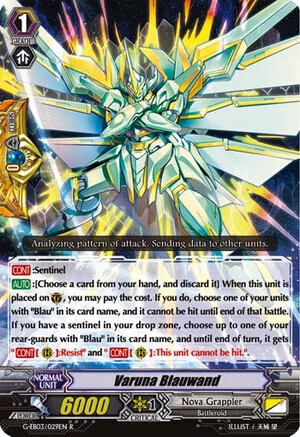 1
GRADE
Analyzing pattern of attack. Sending data to other units.
CONT:Sentinel
AUTO:[Choose a card from your hand, and discard it] When this unit is
placed on , you may pay the cost. If you do, choose one of your units
with "Blau" in its card name, and it cannot be hit until end of that battle.
If you have a sentinel in your drop zone, choose up to one of your
rear-guards with "Blau" in its card name, and until end of turn, it gets
"CONT :Resist" and "CONT :This unit cannot be hit.".
NORMAL
UNIT
Varuna Blauwand
POWER
6000
1
CRITICAL
Nova Grappler
Battleroid
G-EB03/029EN R
ILLUST / 天城 望